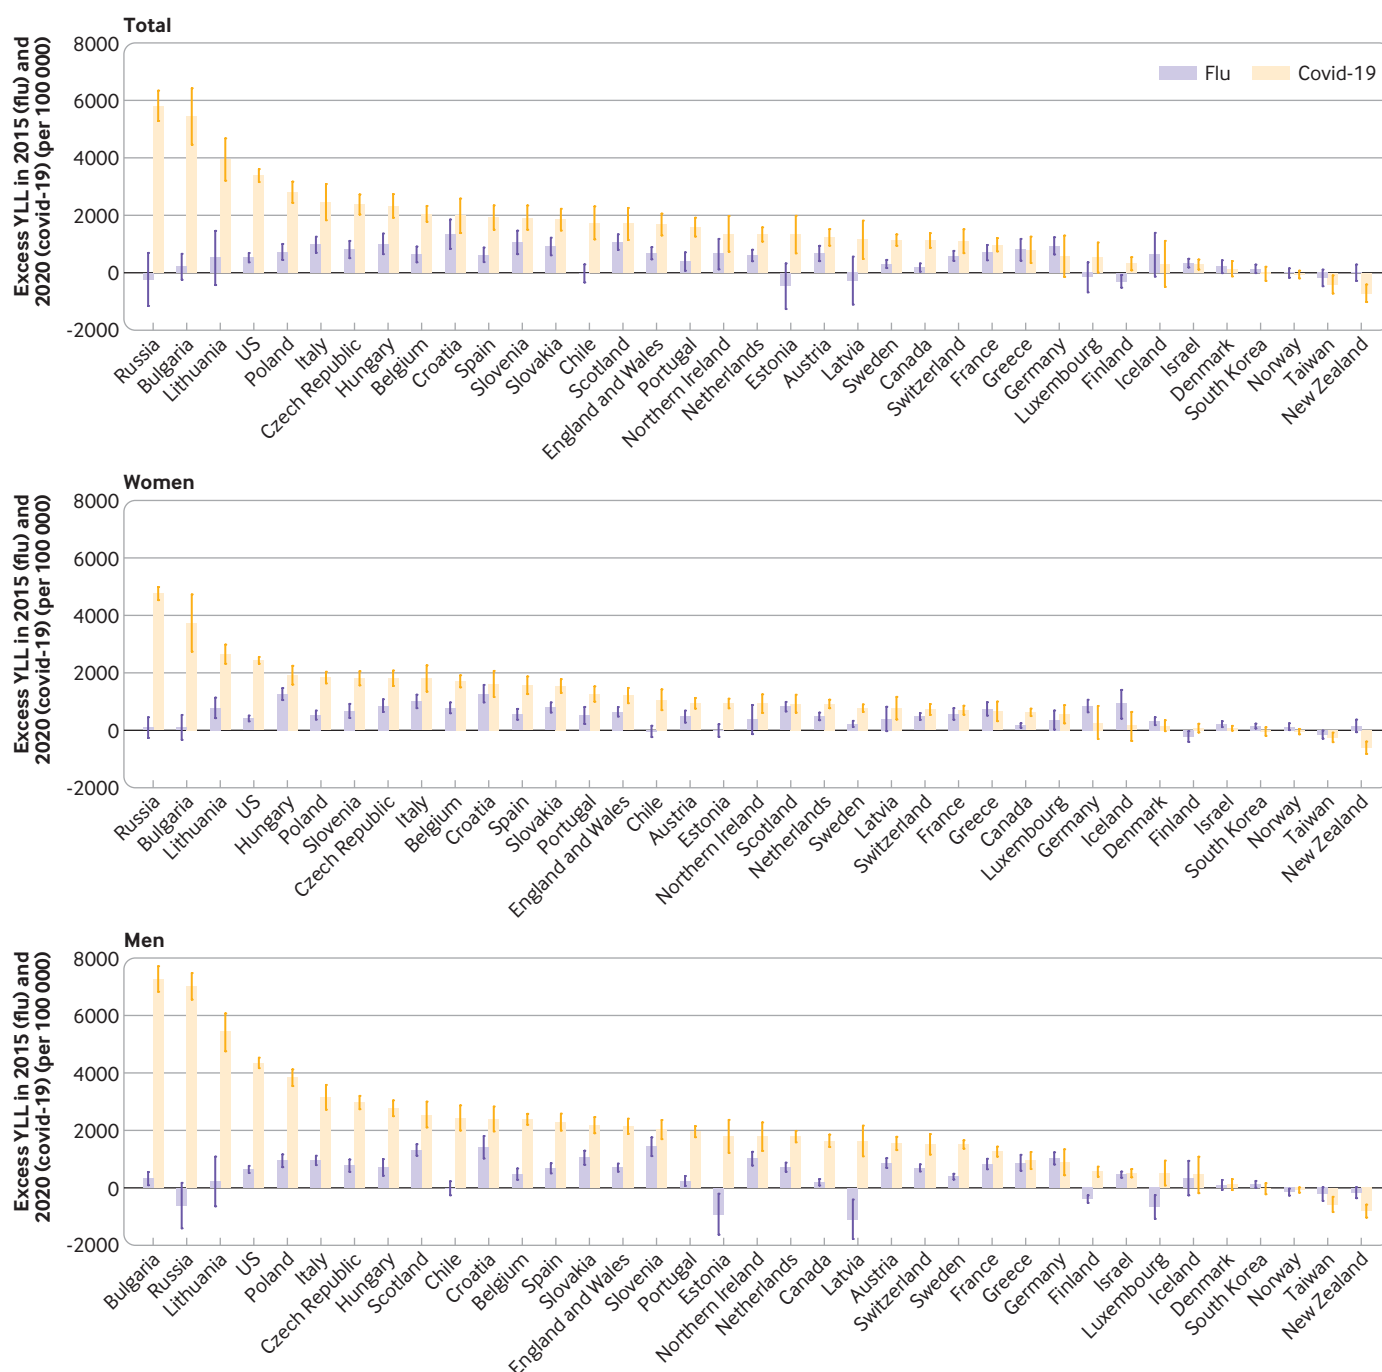 Total
Excess YLL in 2015 (flu) and
2020 (covid-19) (per 100 000)
8000
6000
4000
2000
0
-2000
Flu
Covid-19
Russia
Bulgaria
Lithuania
US
Poland
Italy
Czech Republic
Hungary
Belgium
Croatia
Spain
Slovenia
Slovakia
Chile
Scotland
England and Wales
Portugal
Northern Ireland
Netherlands
Estonia
Austria
Latvia
Sweden
Canada
Switzerland
France
Greece
Germany
Luxembourg
Finland
Iceland
Israel
Denmark
South Korea
Norway
Taiwan
New Zealand
Women
Excess YLL in 2015 (flu) and
2020 (covid-19) (per 100 000)
8000
6000
4000
2000
0
-2000
Russia
Bulgaria
Lithuania
US
Hungary
Poland
Slovenia
Czech Republic
Italy
Belgium
Croatia
Spain
Slovakia
Portugal
England and Wales
Chile
Austria
Estonia
Northern Ireland
Scotland
Netherlands
Sweden
Latvia
Switzerland
France
Greece
Canada
Luxembourg
Germany
Iceland
Denmark
Finland
Israel
South Korea
Norway
Taiwan
New Zealand
Men
Excess YLL in 2015 (flu) and
2020 (covid-19) (per 100 000)
8000
6000
4000
2000
0
-2000
Bulgaria
Russia
Lithuania
US
Poland
Italy
Czech Republic
Hungary
Scotland
Chile
Croatia
Belgium
Spain
Slovakia
England and Wales
Slovenia
Portugal
Estonia
Northern Ireland
Netherlands
Canada
Latvia
Austria
Switzerland
Sweden
France
Greece
Germany
Finland
Israel
Luxembourg
Iceland
Denmark
South Korea
Norway
Taiwan
New Zealand